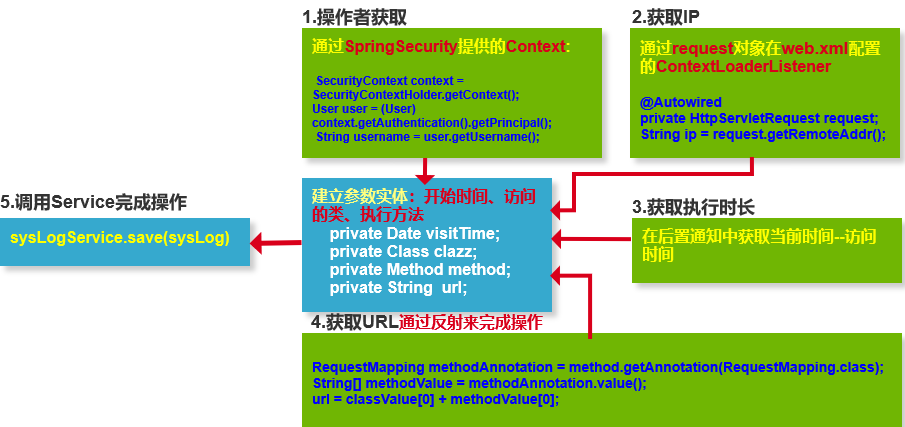 1.操作者获取
通过SpringSecurity提供的Context:
SecurityContext context =
SecurityContextHolder.getContext();
User user = (User)
context.getAuthentication().getPrincipal();
String username = user.getUsername();
2.获取IP
通过request对象在web.xml配置
的ContextLoaderListener
@Autowired
private HttpServletRequest request;
String ip = request.getRemoteAddr();
建立参数实体：开始时间、访问
的类、执行方法
private Date visitTime;
private Class clazz;
private Method method;
private String url;
3.获取执行时长
在后置通知中获取当前时间--访问
时间
4.获取URL通过反射来完成操作
RequestMapping methodAnnotation = method.getAnnotation(RequestMapping.class);
String[] methodValue = methodAnnotation.value();
url = classValue[0] + methodValue[0];
5.调用Service完成操作
sysLogService.save(sysLog)